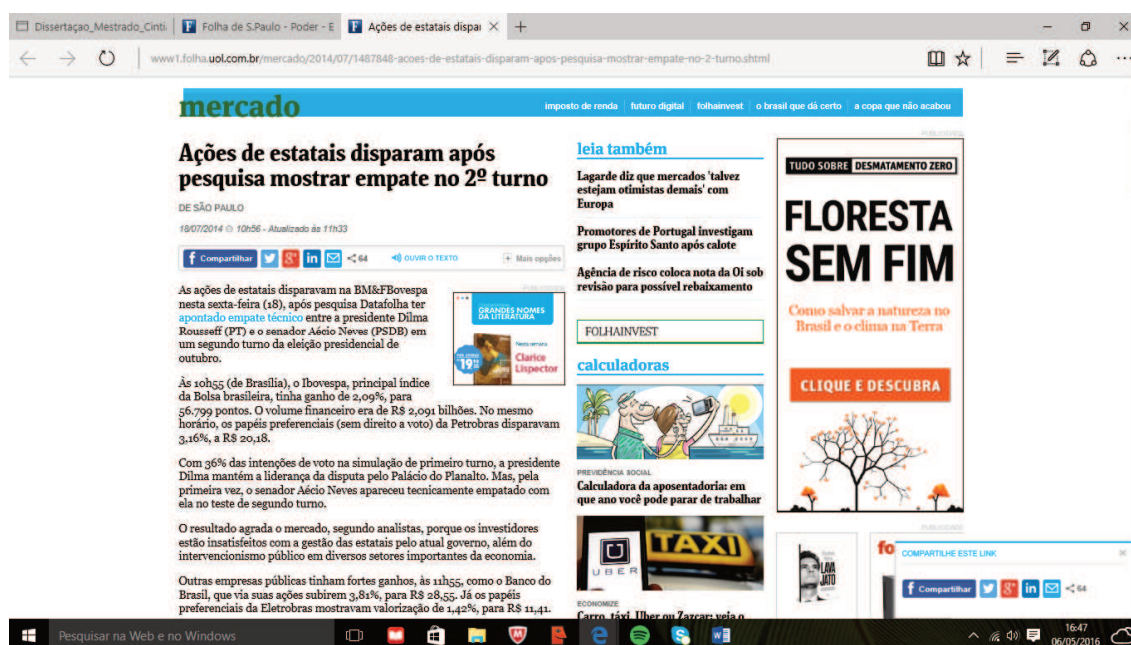 Dissertaçao_Mestrado_Cinti
Folha de S.Paulo - Poder - E
Ações de estatais dispar
www1.folha.uol.com.br/mercado/2014/07/1487848-acoes-de-estatais-disparam-apos-pesquisa-mostrar-empate-no-2-turno.shtml
mercado
imposto de renda futuro digital folhainvest o brasil que dá certo a copa que não acabou
PUBLICIDADE
Ações de estatais disparam após
pesquisa mostrar empate no 2º turno
DE SÃO PAULO
18/07/2014 10h56 - Atualizado às 11h33
Compartilhar 64 OUVIR O TEXTO + Mais opções
As ações de estatais disparavam na BM&FBovespa
nesta sexta-feira (18), após pesquisa Datafolha ter
apontado empate técnico entre a presidente Dilma
Rousseff (PT) e o senador Aécio Neves (PSDB) em
um segundo turno da eleição presidencial de
outubro.
PUBLICIDADE
GRANDES NOMES
DA LITERATURA
Nesta semana
Clarice
Lispector
Às 10h55 (de Brasília), o Ibovespa, principal índice
da Bolsa brasileira, tinha ganho de 2,09%, para
56.799 pontos. O volume financeiro era de R$ 2,091 bilhões. No mesmo
horário, os papéis preferenciais (sem direito a voto) da Petrobras disparavam
3,16%, a R$ 20,18.
Com 36% das intenções de voto na simulação de primeiro turno, a presidente
Dilma mantém a liderança da disputa pelo Palácio do Planalto. Mas, pela
primeira vez, o senador Aécio Neves apareceu tecnicamente empatado com
ela no teste de segundo turno.
O resultado agrada o mercado, segundo analistas, porque os investidores
estão insatisfeitos com a gestão das estatais pelo atual governo, além do
intervencionismo público em diversos setores importantes da economia.
Outras empresas públicas tinham fortes ganhos, às 11h55, como o Banco do
Brasil, que via suas ações subirem 3,81%, para R$ 28,55. Já os papéis
preferenciais da Eletrobras mostravam valorização de 1,42%, para R$ 11,41.
leia também
Lagarde diz que mercados 'talvez
estejam otimistas demais' com
Europa
Promotores de Portugal investigam
grupo Espírito Santo após calote
Agência de risco coloca nota da Oi sob
revisão para possível rebaixamento
FOLHAINVEST
calculadoras
PREVIDÊNCIA SOCIAL
Calculadora da aposentadoria: em
que ano você pode parar de trabalhar
UBER
TAXI
ECONOMIZE
Carro, táxi, Uber ou Zazcar: veja o
TUDO SOBRE DESMATAMENTO ZERO
FLORESTA
SEM FIM
Como salvar a natureza no
Brasil e o clima na Terra
CLIQUE E DESCUBRA
PUBLICIDADE
LAVA
JATO
fo
COMPARTILHE ESTE LINK
Compartilhar 64
Pesquisar na Web e no Windows
16:47
06/05/2016